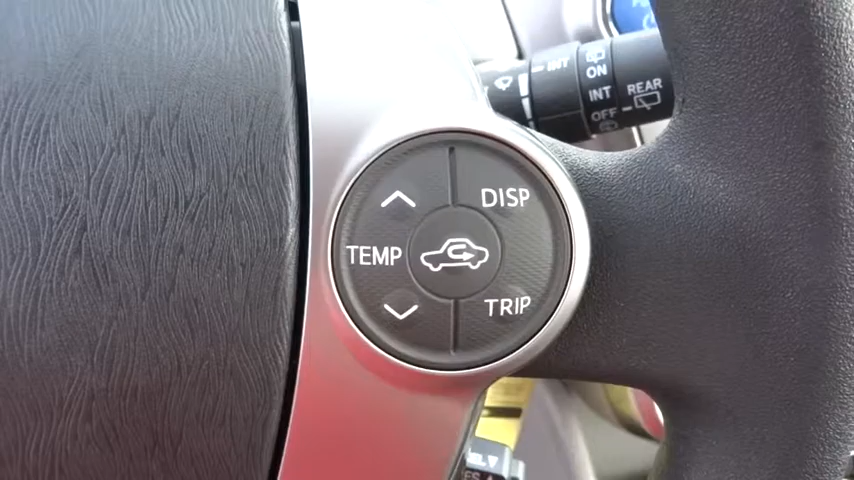 INT
ON
INT
OFF
REAR
DISP
TEMP
TRIP